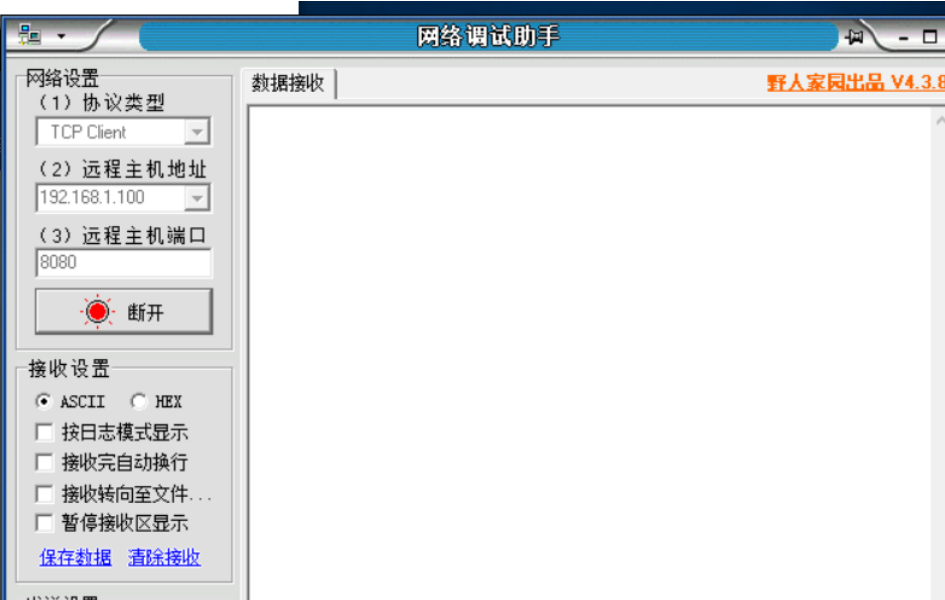 网络调试助手
网络设置
(1) 协议类型
TCP Client
(2) 远程主机地址
192.168.1.100
(3) 远程主机端口
8080
断开
接收设置
ASCII HEX
按日志模式显示
接收完自动换行
接收转向至文件...
暂停接收区显示
保存数据 清除接收
数据接收
野人家园出品 V4.3.8